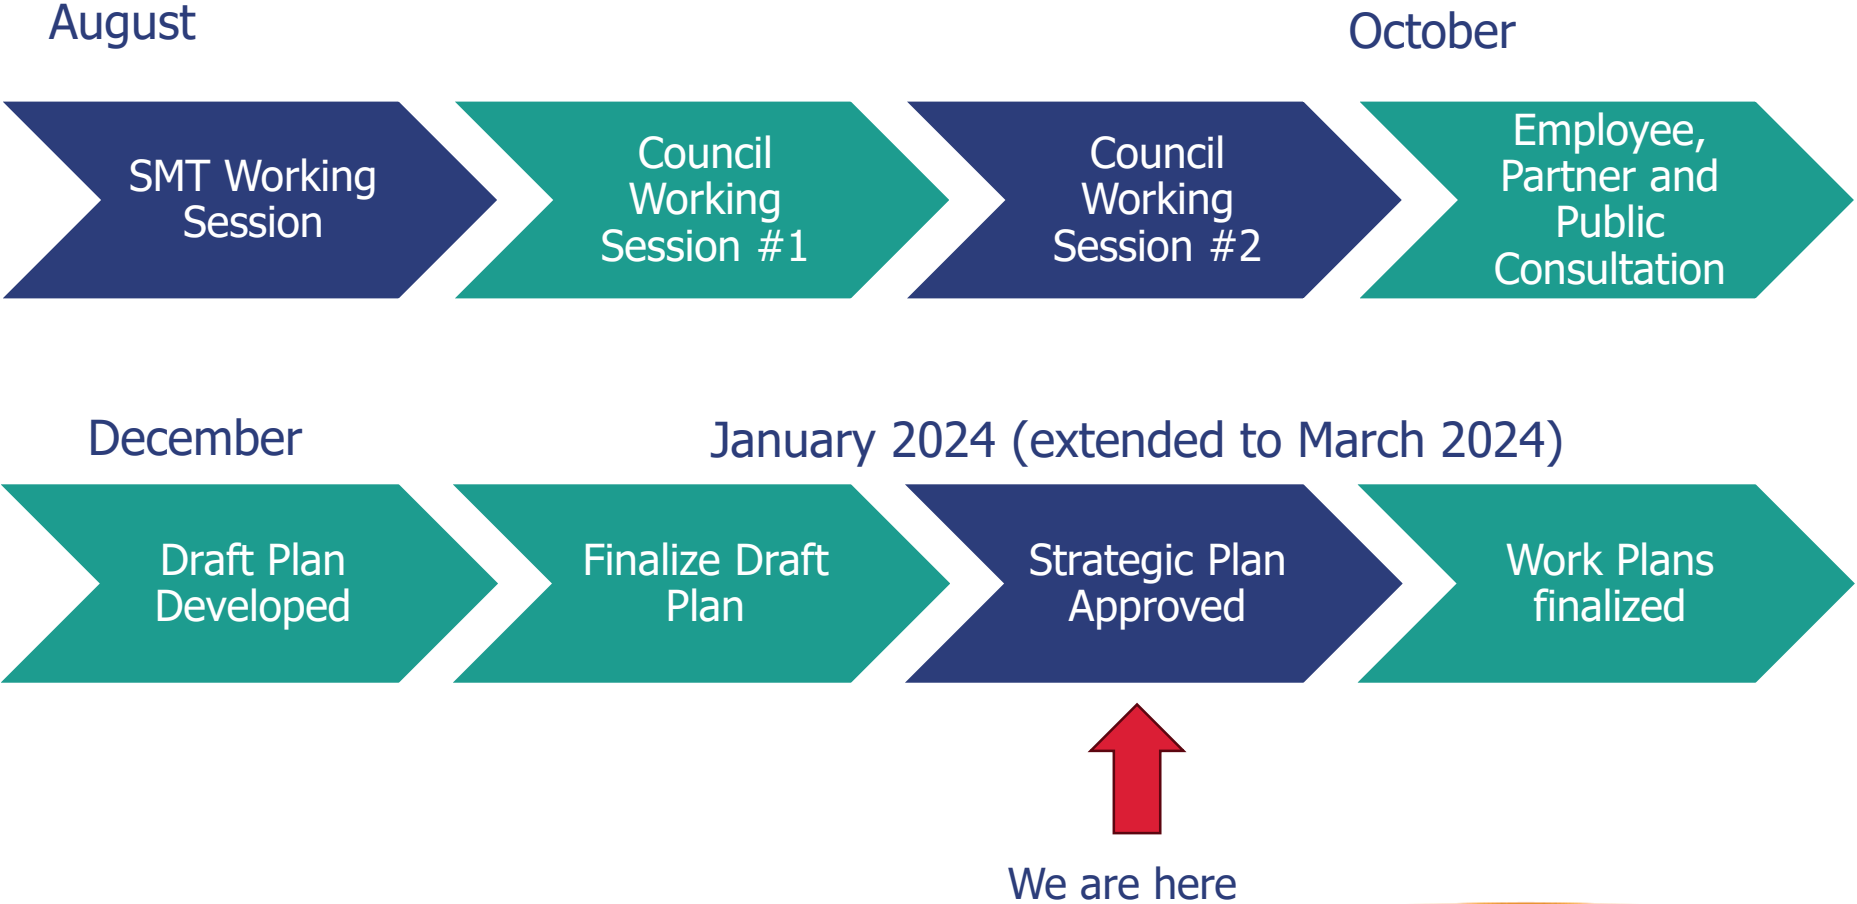 August
October
SMT Working
Session
Council
Working
Session #1
Council
Working
Session #2
Employee,
Partner and
Public
Consultation
December
January 2024 (extended to March 2024)
Draft Plan
Developed
Finalize Draft
Plan
Strategic Plan
Approved
Work Plans
finalized
We are here